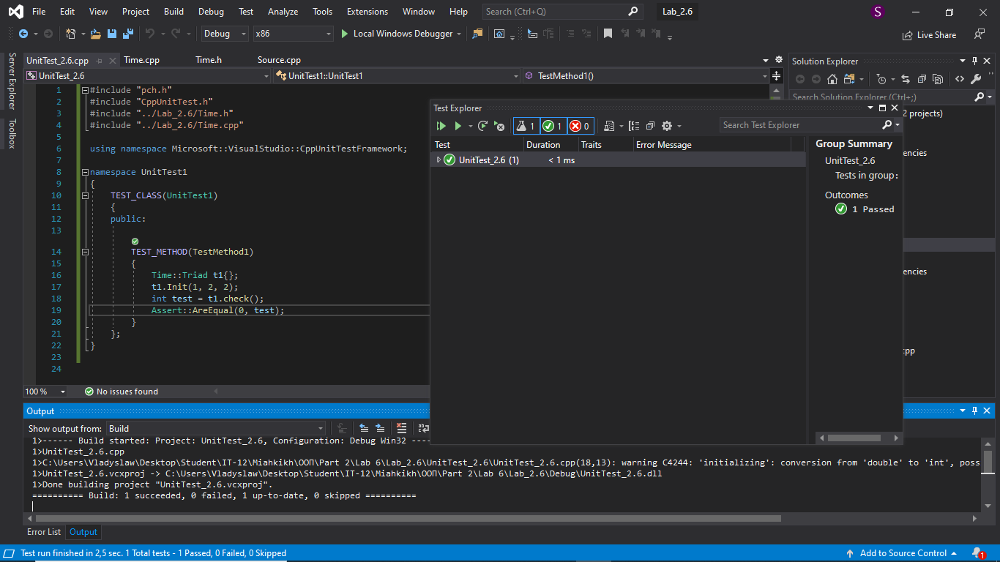 File Edit View Project Build Debug Test Analyze Tools Extensions Window Help Search (Ctrl+Q) Lab_2.6 S
Debug x86 Local Windows Debugger Live Share
Server Explorer
Toolbox
UnitTest_2.6.cpp Time.cpp Time.h Source.cpp
UnitTest_2.6 UnitTest1::UnitTest1 TestMethod1()
1 #include "pch.h"
2 #include "CppUnitTest.h"
3 #include "../Lab_2.6/Time.h"
4 #include "../Lab_2.6/Time.cpp"
5
6 using namespace Microsoft::VisualStudio::CppUnitTestFramework;
7
8 namespace UnitTest1
9 {
10 TEST_CLASS(UnitTest1)
11 {
12 public:
13
14 TEST_METHOD(TestMethod1)
15 {
16 Time::Triad t1{};
17 t1.Init(1, 2, 2);
18 int test = t1.check();
19 Assert::AreEqual(0, test);
20 }
21 };
22 }
23
24
100 % No issues found
Test Explorer
1 1 0 Search Test Explorer
Test Duration Traits Error Message
UnitTest_2.6 (1) < 1 ms
Group Summary
UnitTest_2.6
Tests in group:
Outcomes
1 Passed
Solution Explorer
Search Solution Explorer (Ctrl+;)
2 projects)
encies
encies
pp
Output
Show output from: Build
1>------ Build started: Project: UnitTest_2.6, Configuration: Debug Win32 ----
1>UnitTest_2.6.cpp
1>C:\Users\Vladyslaw\Desktop\Student\IT-12\Miahkikh\ООП\Part 2\Lab 6\Lab_2.6\UnitTest_2.6\UnitTest_2.6.cpp(18,13): warning C4244: 'initializing': conversion from 'double' to 'int', poss
1>UnitTest_2.6.vcxproj -> C:\Users\Vladyslaw\Desktop\Student\IT-12\Miahkikh\ООП\Part 2\Lab 6\Lab_2.6\Debug\UnitTest_2.6.dll
1>Done building project "UnitTest_2.6.vcxproj".
========== Build: 1 succeeded, 0 failed, 1 up-to-date, 0 skipped ==========
Error List Output
Test run finished in 2,5 sec. 1 Total tests - 1 Passed, 0 Failed, 0 Skipped Add to Source Control 1